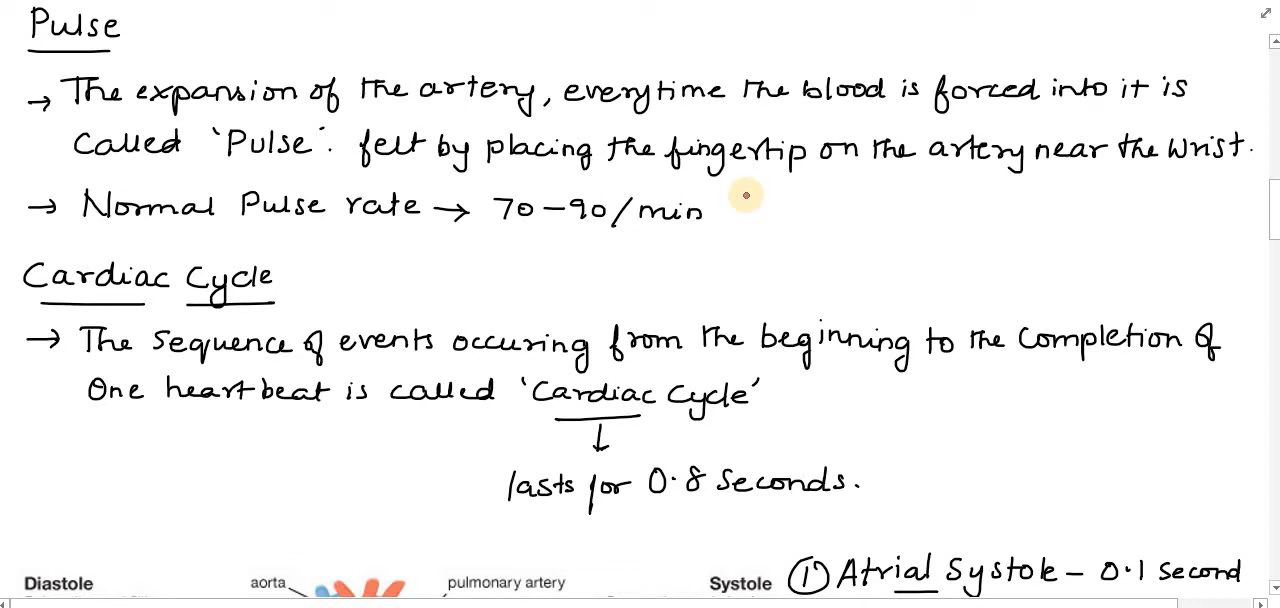 Pulse
→ The expansion of the artery, everytime the blood is forced into it is
called 'Pulse'. felt by placing the fingertip on the artery near the Wrist.
→ Normal Pulse rate → 70-90/min
Cardiac Cycle
→ The sequence of events occuring from the beginning to the completion of
One heartbeat is called 'Cardiac Cycle'
↓
lasts for 0.8 Seconds.
Diastole aorta pulmonary artery Systole ① Atrial Systole - 0.1 second